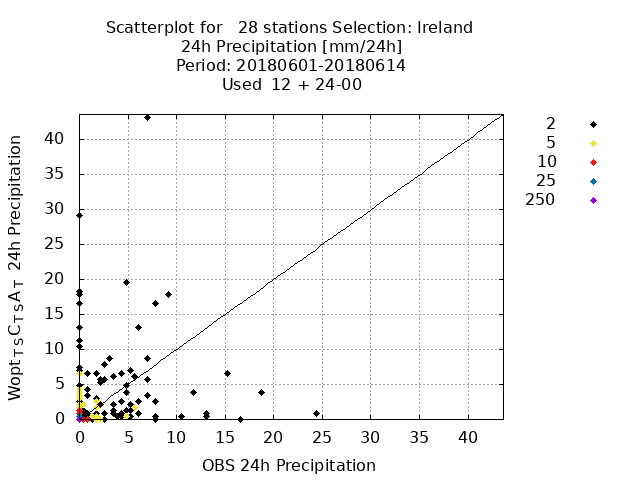 Scatterplot for 28 stations Selection: Ireland
24h Precipitation [mm/24h]
Period: 20180601-20180614
Used 12 + 24-00
2
5
10
25
250
40
35
30
25
20
15
10
5
0
Wopt T S C T S A T 24h Precipitation
0 5 10 15 20 25 30 35 40
OBS 24h Precipitation